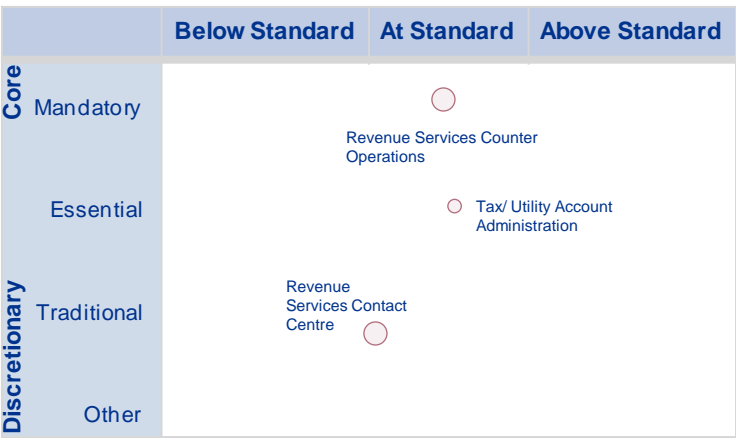 Below Standard At Standard Above Standard
Core
Mandatory
Revenue Services Counter
Operations
Essential
Tax/ Utility Account
Administration
Discretionary
Traditional
Revenue
Services Contact
Centre
Other